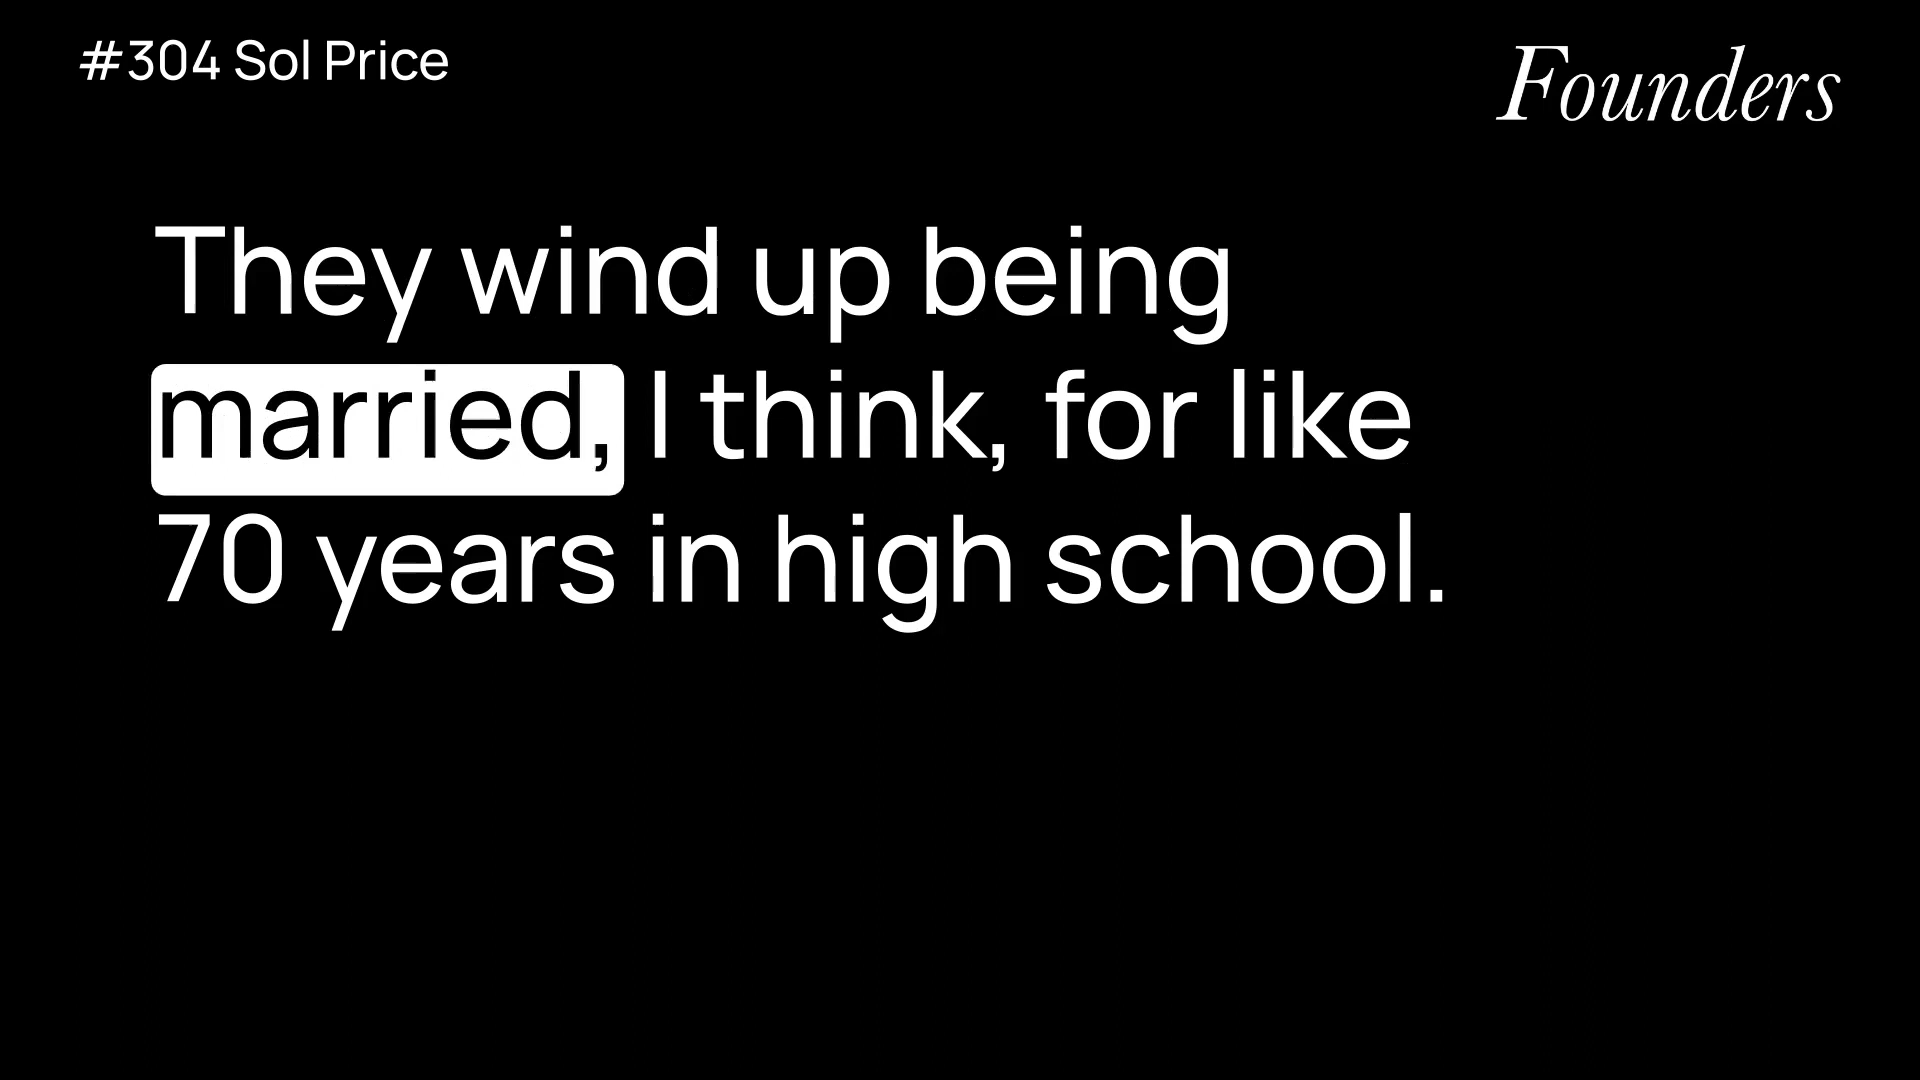 #304 Sol Price
Founders
They wind up being
married, I think, for like
70 years in high school.